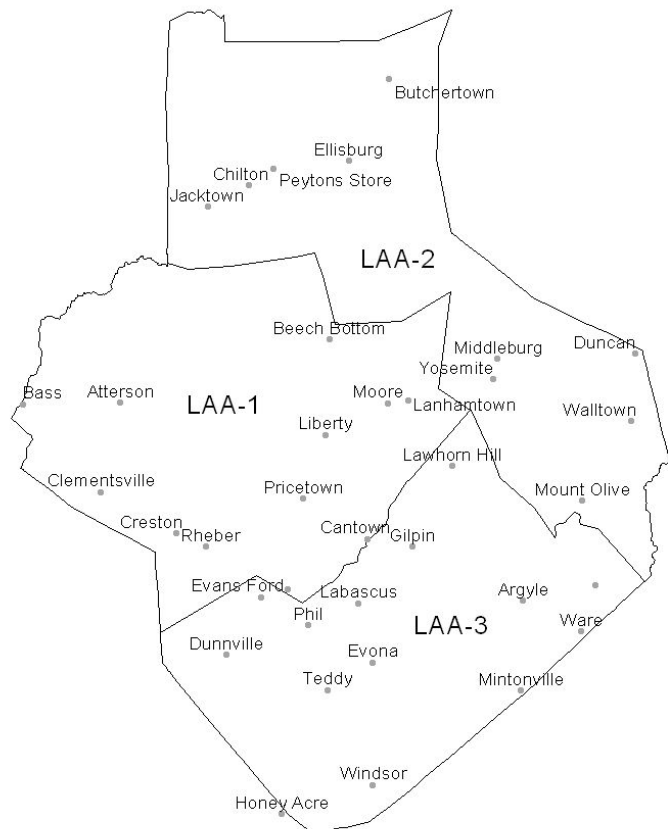 Butchertown
Ellisburg
Chilton
Peytons Store
Jacktown
LAA-2
Beech Bottom
Middleburg
Duncan
Yosemite
Bass
Atterson
LAA-1
Moore
Lanhamtown
Walltown
Liberty
Lawhorn Hill
Clementsville
Pricetown
Mount Olive
Creston
Rheber
Cantown
Gilpin
Evans Ford
Labascus
Argyle
Phil
LAA-3
Ware
Dunnville
Evona
Teddy
Mintonville
Windsor
Honey Acre